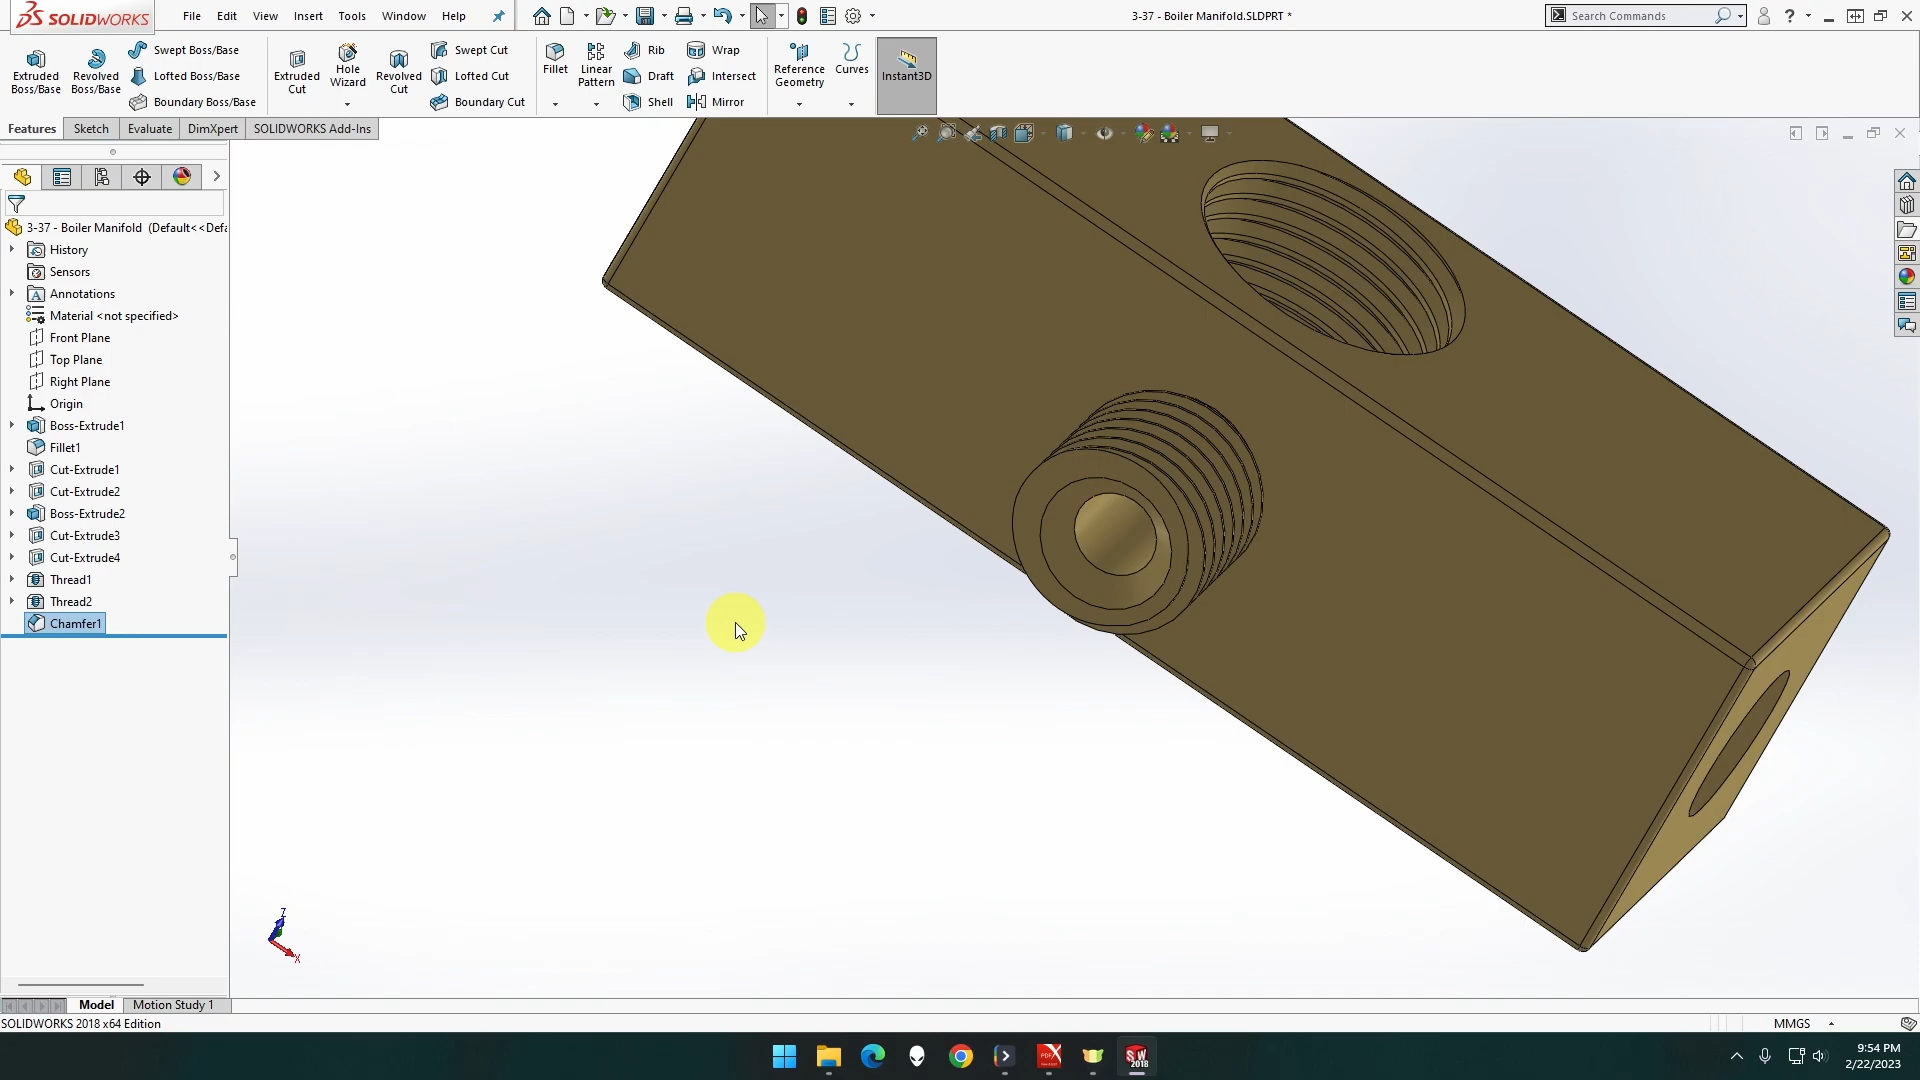 SOLIDWORKS
File Edit View Insert Tools Window Help
3-37 - Boiler Manifold.SLDPRT *
Search Commands
Extruded Boss/Base
Revolved Boss/Base
Swept Boss/Base
Lofted Boss/Base
Boundary Boss/Base
Extruded Cut
Hole Wizard
Revolved Cut
Swept Cut
Lofted Cut
Boundary Cut
Fillet
Linear Pattern
Rib
Draft
Shell
Wrap
Intersect
Mirror
Reference Geometry
Curves
Instant3D
Features Sketch Evaluate DimXpert SOLIDWORKS Add-Ins
3-37 - Boiler Manifold (Default<<Defa
History
Sensors
Annotations
Material <not specified>
Front Plane
Top Plane
Right Plane
Origin
Boss-Extrude1
Fillet1
Cut-Extrude1
Cut-Extrude2
Boss-Extrude2
Cut-Extrude3
Cut-Extrude4
Thread1
Thread2
Chamfer1
Z
X
Model Motion Study 1
SOLIDWORKS 2018 x64 Edition
MMGS
PDF
SW
2018
9:54 PM
2/22/2023